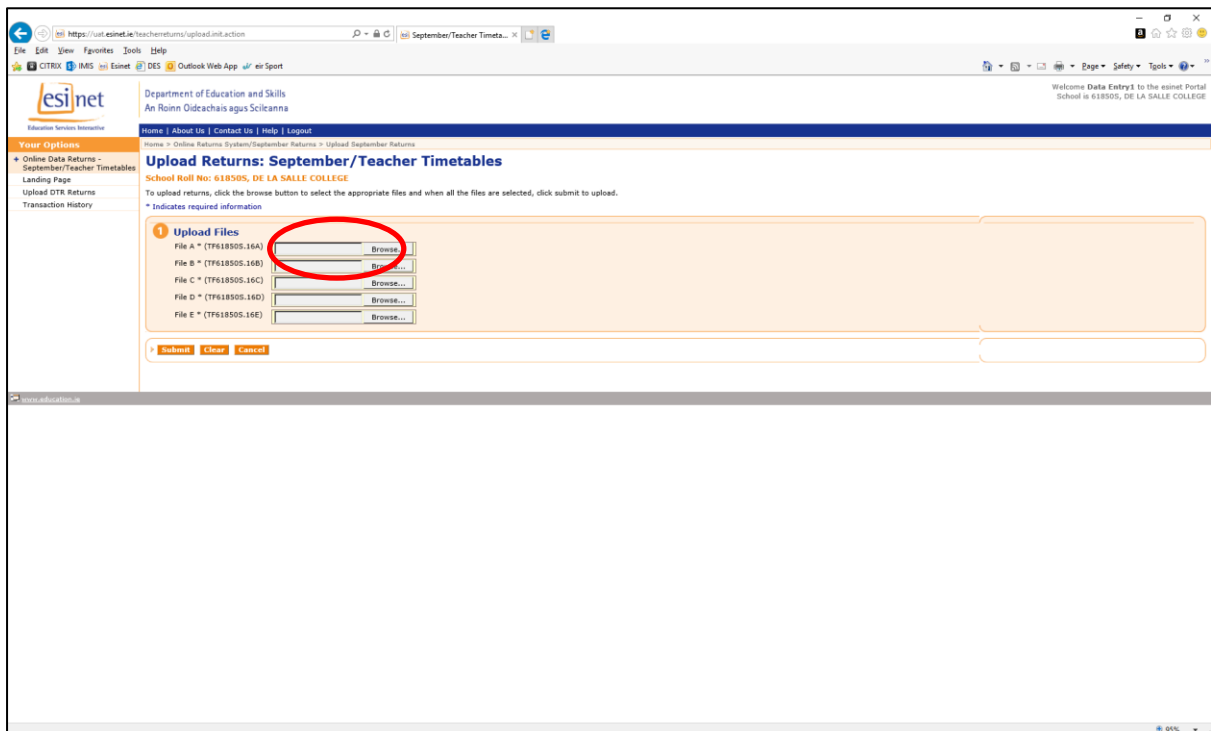 https://uat.esinet.ie/teacherreturns/upload.init.action
September/Teacher Timeta...
File Edit View Favorites Tools Help
CITRIX IMIS Esinet DES Outlook Web App eir Sport
Page Safety Tools
esinet
Education Services Interactive
Department of Education and Skills
An Roinn Oideachais agus Scileanna
Welcome Data Entry1 to the esinet Portal
School is 61850S, DE LA SALLE COLLEGE
Home | About Us | Contact Us | Help | Logout
Your Options
+ Online Data Returns -
September/Teacher Timetables
Landing Page
Upload DTR Returns
Transaction History
Home > Online Returns System/September Returns > Upload September Returns
Upload Returns: September/Teacher Timetables
School Roll No: 61850S, DE LA SALLE COLLEGE
To upload returns, click the browse button to select the appropriate files and when all the files are selected, click submit to upload.
* Indicates required information
1 Upload Files
File A * (TF61850S.16A) Browse...
File B * (TF61850S.16B) Browse...
File C * (TF61850S.16C) Browse...
File D * (TF61850S.16D) Browse...
File E * (TF61850S.16E) Browse...
Submit Clear Cancel
www.education.ie
95%